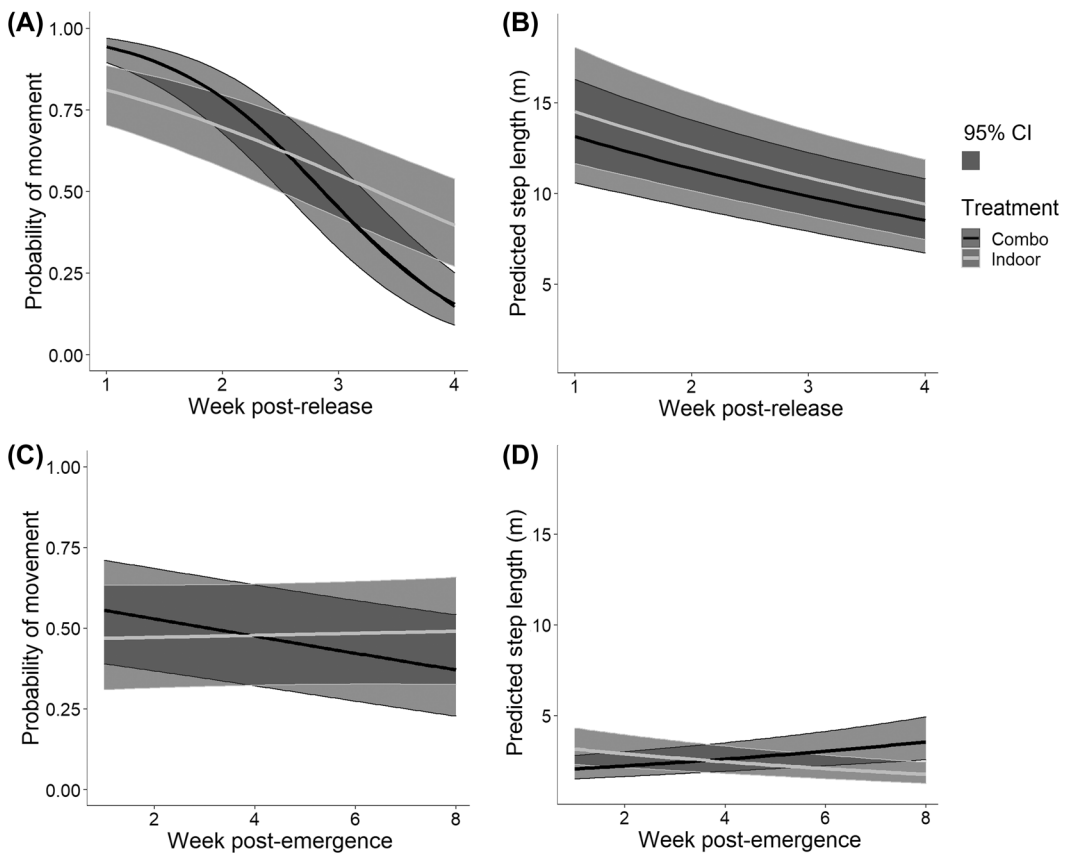 (A)
Probability of movement
1.00
0.75
0.50
0.25
0.00
1 2 3 4
Week post-release
(B)
Predicted step length (m)
15
10
5
1 2 3 4
Week post-release
95% CI
Treatment
Combo
Indoor
(C)
Probability of movement
1.00
0.75
0.50
0.25
0.00
2 4 6 8
Week post-emergence
(D)
Predicted step length (m)
15
10
5
2 4 6 8
Week post-emergence